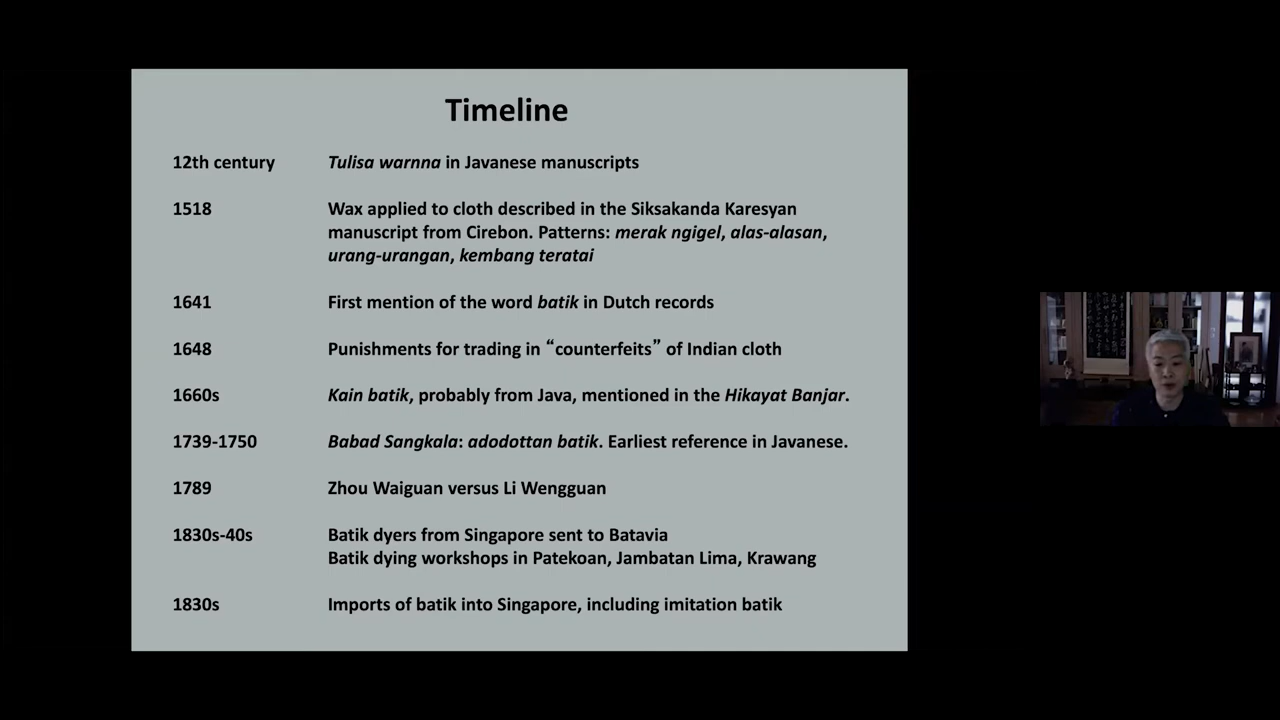 Timeline
12th century Tulisa warnna in Javanese manuscripts
1518 Wax applied to cloth described in the Siksakanda Karesyan
manuscript from Cirebon. Patterns: merak ngigel, alas-alasan,
urang-urangan, kembang teratai
1641 First mention of the word batik in Dutch records
1648 Punishments for trading in “counterfeits” of Indian cloth
1660s Kain batik, probably from Java, mentioned in the Hikayat Banjar.
1739-1750 Babad Sangkala: adodottan batik. Earliest reference in Javanese.
1789 Zhou Waiguan versus Li Wengguan
1830s-40s Batik dyers from Singapore sent to Batavia
Batik dying workshops in Patekoan, Jambatan Lima, Krawang
1830s Imports of batik into Singapore, including imitation batik